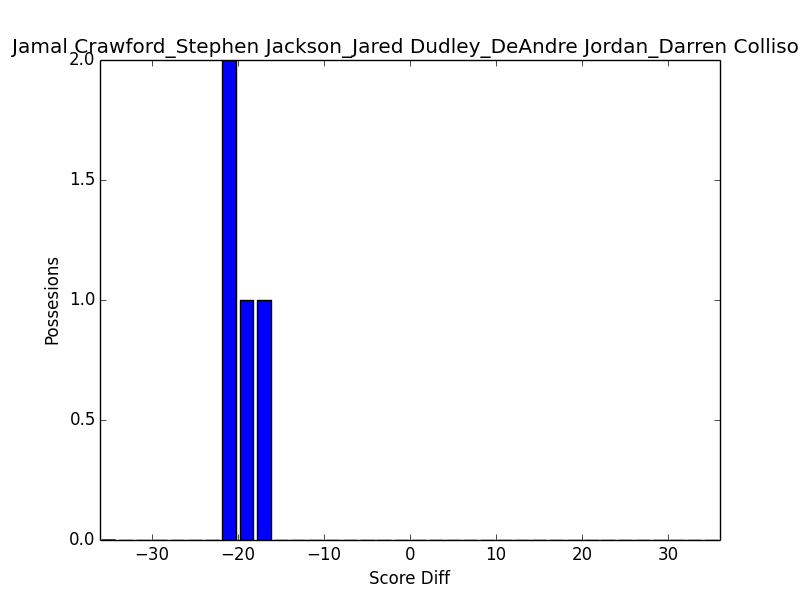 Jamal Crawford_Stephen Jackson_Jared Dudley_DeAndre Jordan_Darren Colliso
2.0
1.5
1.0
0.5
0.0
Possesions
−30 −20 −10 0 10 20 30
Score Diff